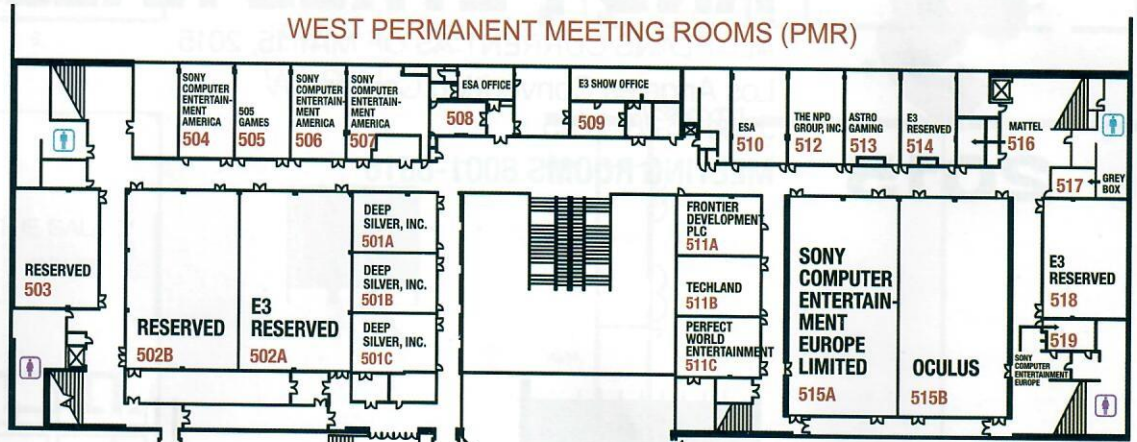 WEST PERMANENT MEETING ROOMS (PMR)
SONY
COMPUTER
ENTERTAIN-
MENT
AMERICA
504
505
GAMES
505
SONY
COMPUTER
ENTERTAIN-
MENT
AMERICA
506
SONY
COMPUTER
ENTERTAIN-
MENT
AMERICA
507
ESA OFFICE
508
E3 SHOW OFFICE
509
ESA
510
THE NPD
GROUP, INC.
512
ASTRO
GAMING
513
E3
RESERVED
514
MATTEL
516
517
GREY
BOX
RESERVED
503
RESERVED
502B
E3
RESERVED
502A
DEEP
SILVER, INC.
501A
DEEP
SILVER, INC.
501B
DEEP
SILVER, INC.
501C
FRONTIER
DEVELOPMENT
PLC
511A
TECHLAND
511B
PERFECT
WORLD
ENTERTAINMENT
511C
SONY
COMPUTER
ENTERTAIN-
MENT
EUROPE
LIMITED
515A
OCULUS
515B
E3
RESERVED
518
519
SONY
COMPUTER
ENTERTAINMENT
EUROPE